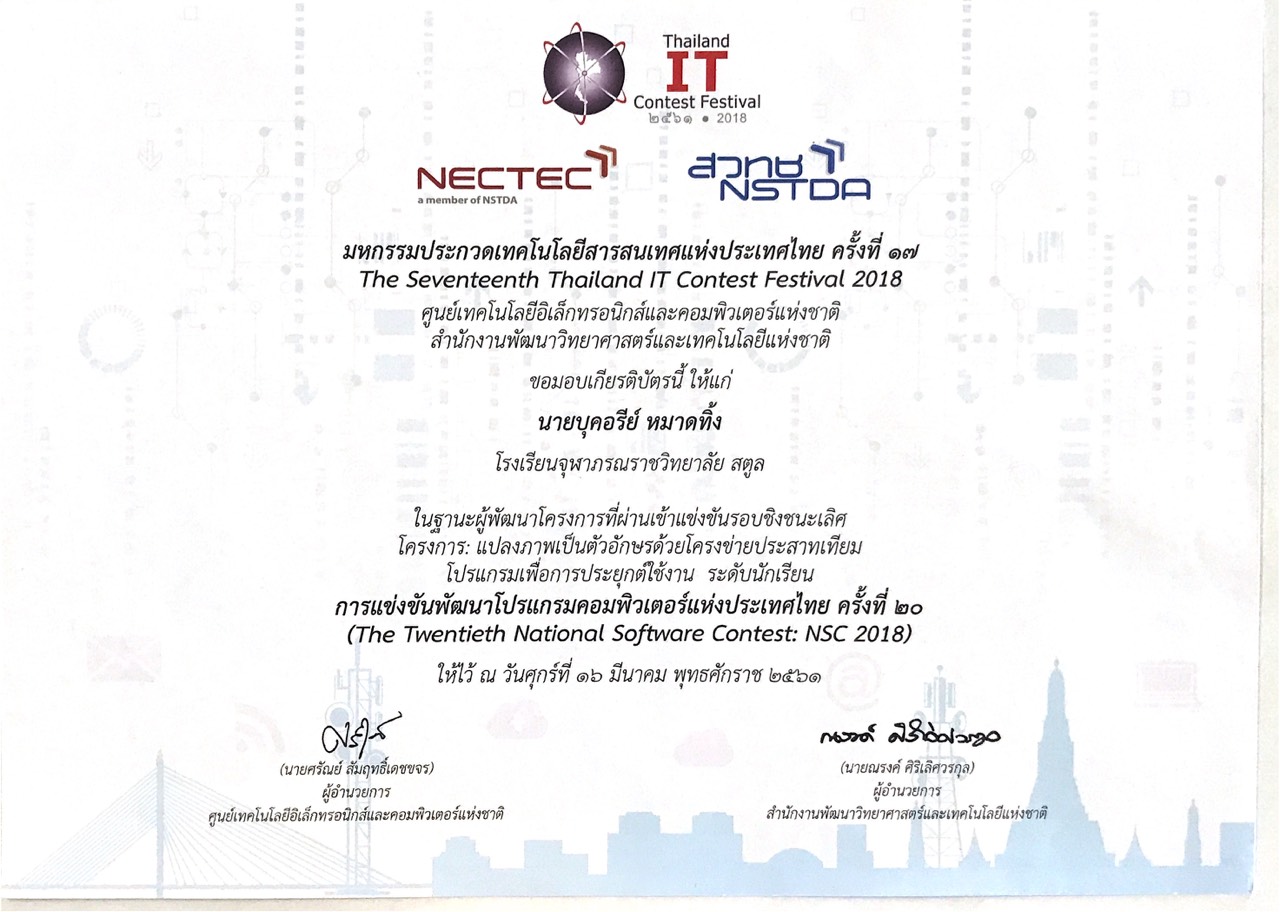 Thailand
IT
Contest Festival
๒๕๖๑ • 2018
NECTEC
a member of NSTDA
สวทช
NSTDA
มหกรรมประกวดเทคโนโลยีสารสนเทศแห่งประเทศไทย ครั้งที่ ๑๗
The Seventeenth Thailand IT Contest Festival 2018
ศูนย์เทคโนโลยีอิเล็กทรอนิกส์และคอมพิวเตอร์แห่งชาติ
สำนักงานพัฒนาวิทยาศาสตร์และเทคโนโลยีแห่งชาติ
ขอมอบเกียรติบัตรนี้ ให้แก่
นายบุคอรีย์ หมาดทิ้ง
โรงเรียนจุฬาภรณราชวิทยาลัย สตูล
ในฐานะผู้พัฒนาโครงการที่ผ่านเข้าแข่งขันรอบชิงชนะเลิศ
โครงการ: แปลงภาพเป็นตัวอักษรด้วยโครงข่ายประสาทเทียม
โปรแกรมเพื่อการประยุกต์ใช้งาน ระดับนักเรียน
การแข่งขันพัฒนาโปรแกรมคอมพิวเตอร์แห่งประเทศไทย ครั้งที่ ๒๐
(The Twentieth National Software Contest: NSC 2018)
ให้ไว้ ณ วันศุกร์ที่ ๑๖ มีนาคม พุทธศักราช ๒๕๖๑
(นายศรัณย์ สัมฤทธิ์เดชขจร)
ผู้อำนวยการ
ศูนย์เทคโนโลยีอิเล็กทรอนิกส์และคอมพิวเตอร์แห่งชาติ
(นายณรงค์ ศิริเลิศวรกุล)
ผู้อำนวยการ
สำนักงานพัฒนาวิทยาศาสตร์และเทคโนโลยีแห่งชาติ